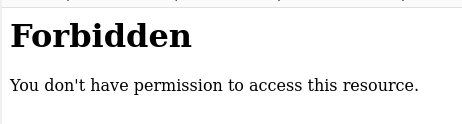 Forbidden
You don't have permission to access this resource.